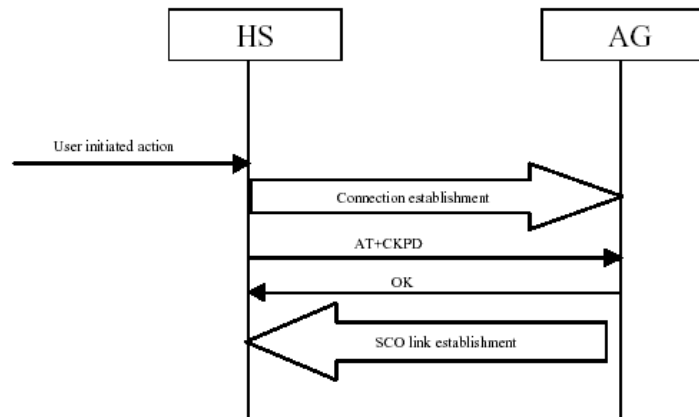 HS
AG
User initiated action
Connection establishment
AT+CKPD
OK
SCO link establishment